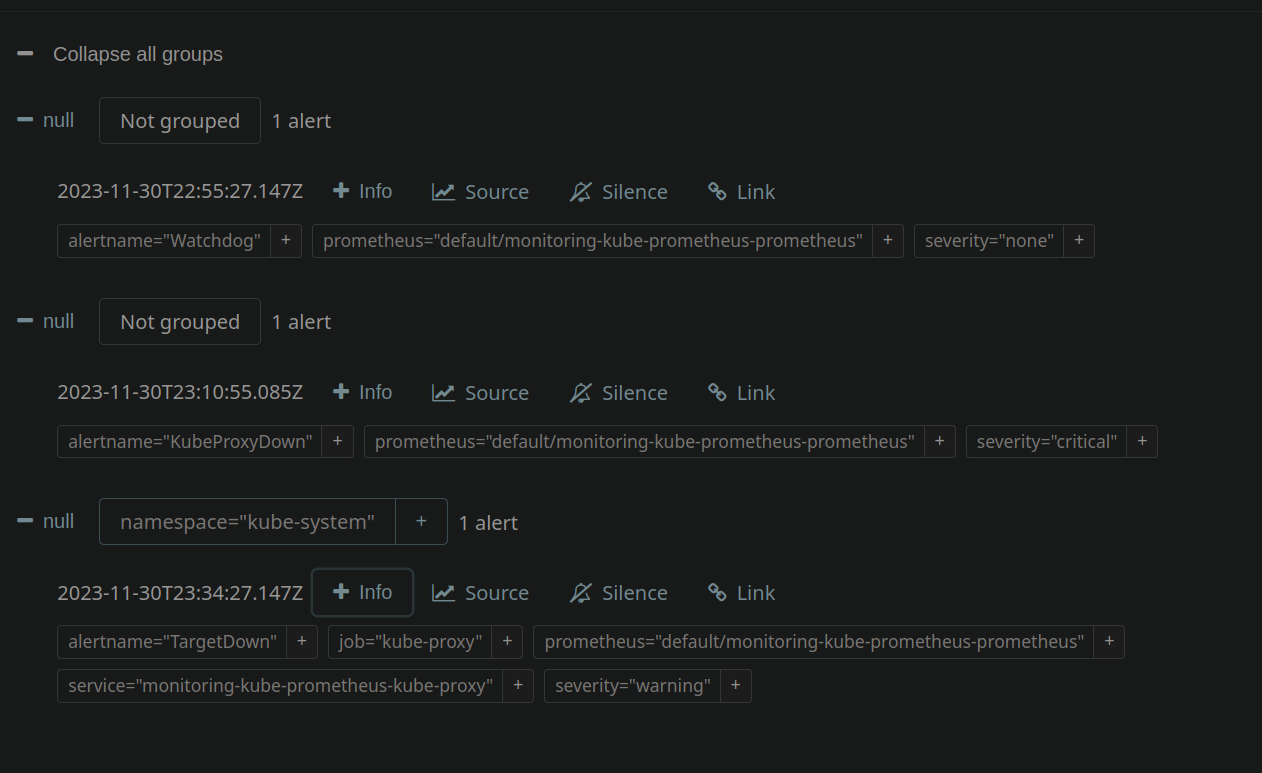 Collapse all groups
null Not grouped 1 alert
2023-11-30T22:55:27.147Z + Info Source Silence Link
alertname="Watchdog" + prometheus="default/monitoring-kube-prometheus-prometheus" + severity="none" +
null Not grouped 1 alert
2023-11-30T23:10:55.085Z + Info Source Silence Link
alertname="KubeProxyDown" + prometheus="default/monitoring-kube-prometheus-prometheus" + severity="critical" +
null namespace="kube-system" + 1 alert
2023-11-30T23:34:27.147Z + Info Source Silence Link
alertname="TargetDown" + job="kube-proxy" + prometheus="default/monitoring-kube-prometheus-prometheus" +
service="monitoring-kube-prometheus-kube-proxy" + severity="warning" +